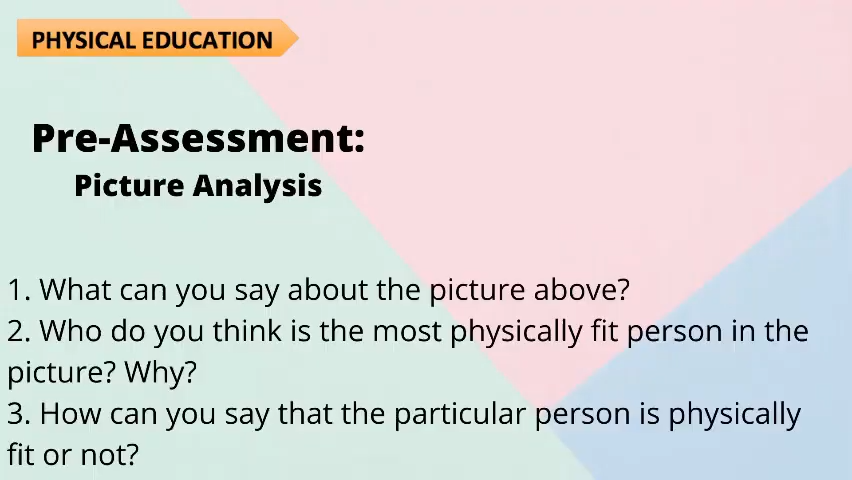 PHYSICAL EDUCATION
Pre-Assessment:
Picture Analysis
1. What can you say about the picture above?
2. Who do you think is the most physically fit person in the
picture? Why?
3. How can you say that the particular person is physically
fit or not?